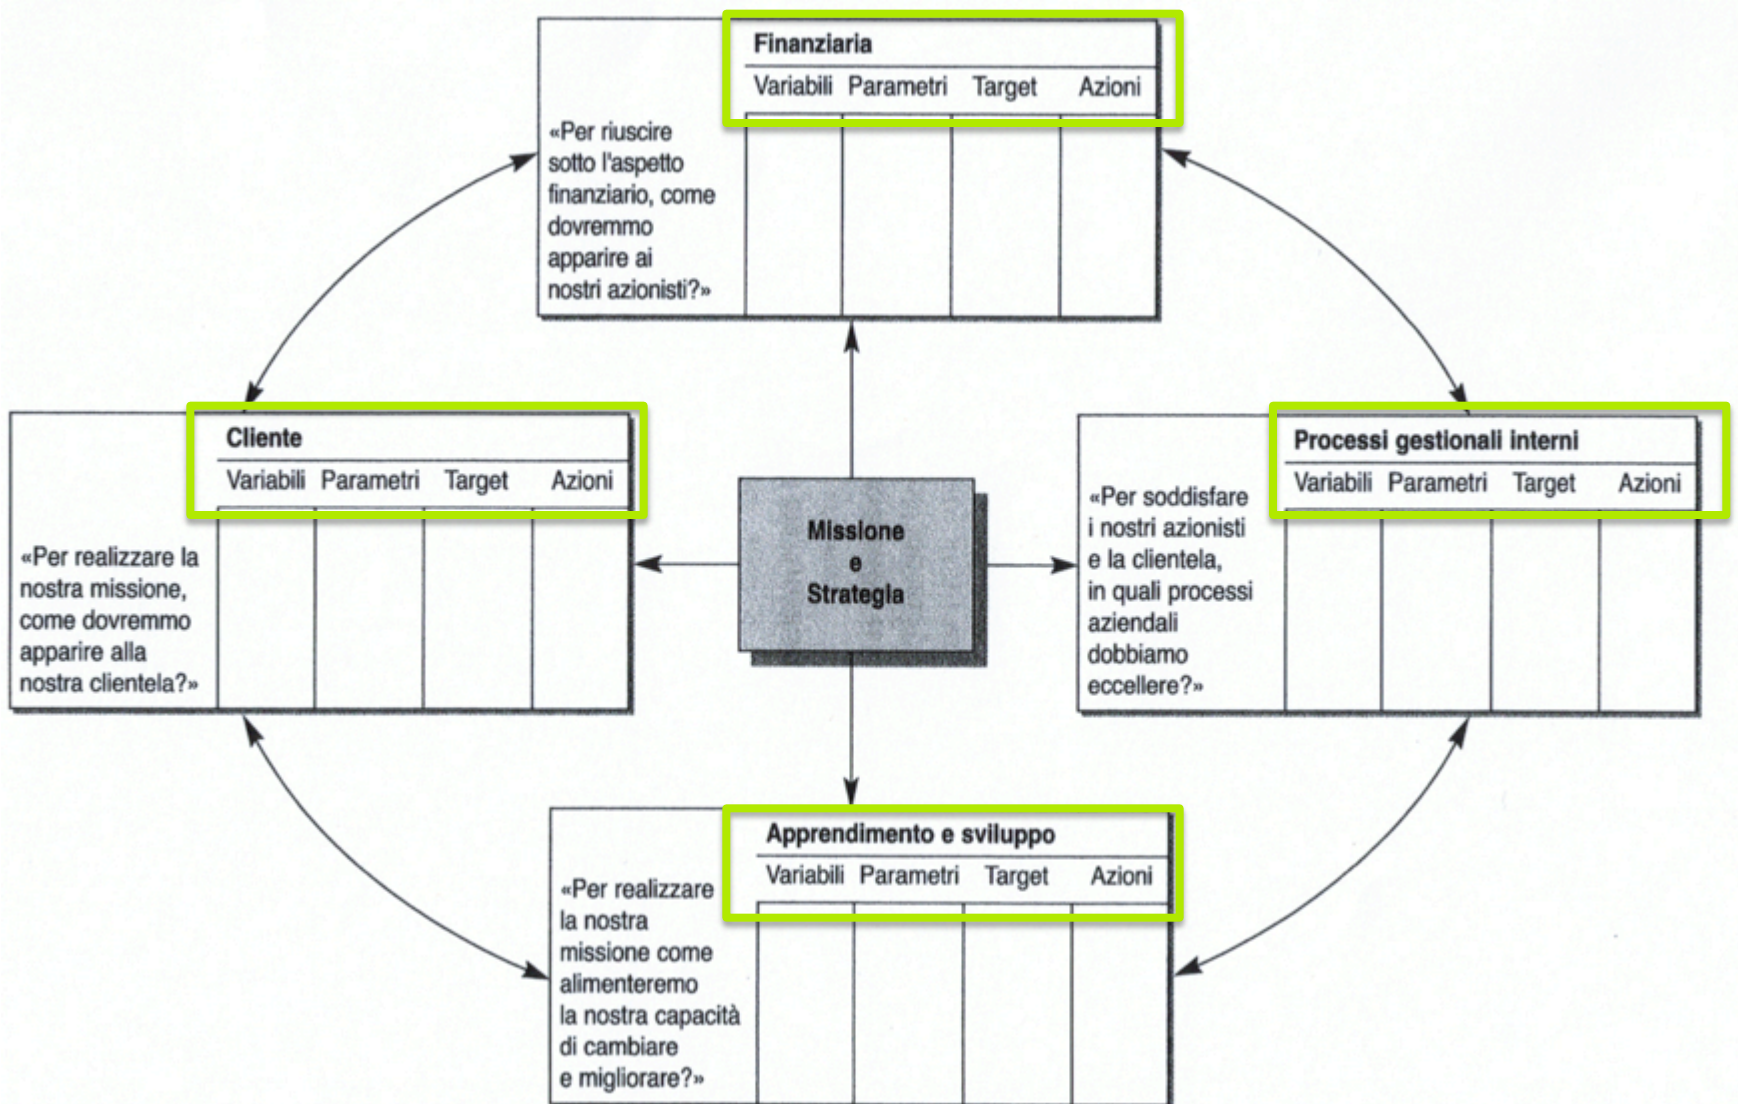 Finanziaria
Variabili Parametri Target Azioni
«Per riuscire
sotto l'aspetto
finanziario, come
dovremmo
apparire ai
nostri azionisti?»
Cliente
Variabili Parametri Target Azioni
«Per realizzare la
nostra missione,
come dovremmo
apparire alla
nostra clientela?»
Missione
e
Strategia
Processi gestionali interni
Variabili Parametri Target Azioni
«Per soddisfare
i nostri azionisti
e la clientela,
in quali processi
aziendali
dobbiamo
eccellere?»
Apprendimento e sviluppo
Variabili Parametri Target Azioni
«Per realizzare
la nostra
missione come
alimenteremo
la nostra capacità
di cambiare
e migliorare?»